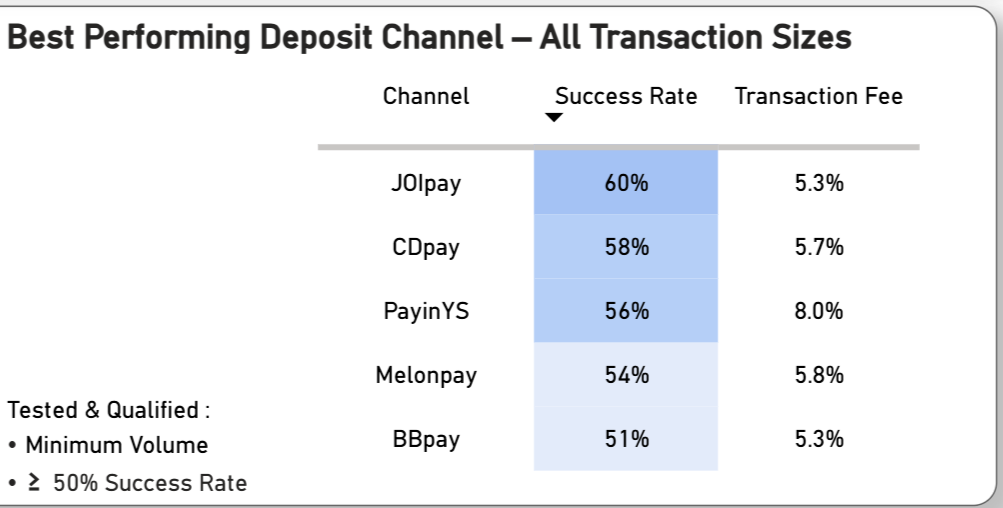 Best Performing Deposit Channel – All Transaction Sizes
Channel Success Rate Transaction Fee
JOIpay 60% 5.3%
CDpay 58% 5.7%
PayinYS 56% 8.0%
Melonpay 54% 5.8%
BBpay 51% 5.3%
Tested & Qualified :
• Minimum Volume
• ≥ 50% Success Rate